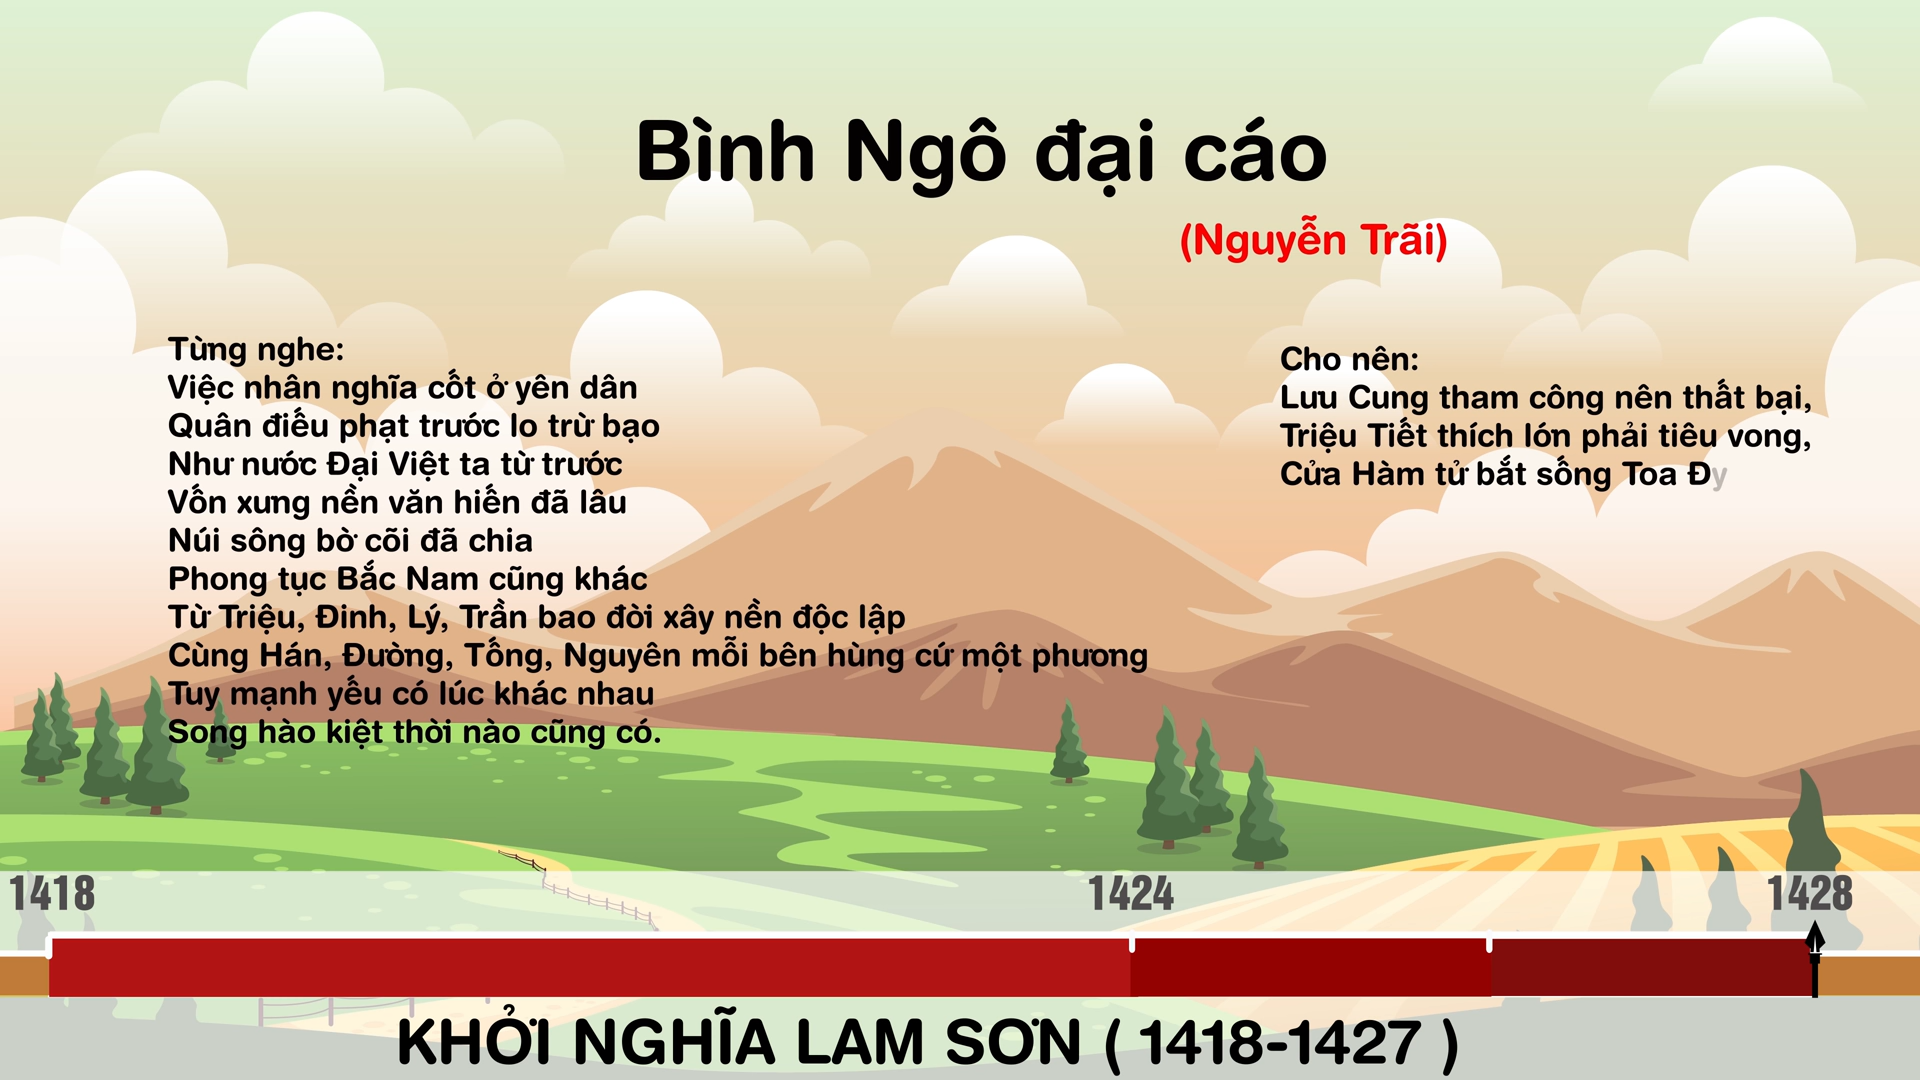 Bình Ngô đại cáo
(Nguyễn Trãi)
Từng nghe:
Việc nhân nghĩa cốt ở yên dân
Quân điếu phạt trước lo trừ bạo
Như nước Đại Việt ta từ trước
Vốn xưng nền văn hiến đã lâu
Núi sông bờ cõi đã chia
Phong tục Bắc Nam cũng khác
Từ Triệu, Đinh, Lý, Trần bao đời xây nền độc lập
Cùng Hán, Đường, Tống, Nguyên mỗi bên hùng cứ một phương
Tuy mạnh yếu có lúc khác nhau
Song hào kiệt thời nào cũng có.
Cho nên:
Lưu Cung tham công nên thất bại,
Triệu Tiết thích lớn phải tiêu vong,
Cửa Hàm tử bắt sống Toa Đy
1418
1424
1428
KHỞI NGHĨA LAM SƠN ( 1418-1427 )